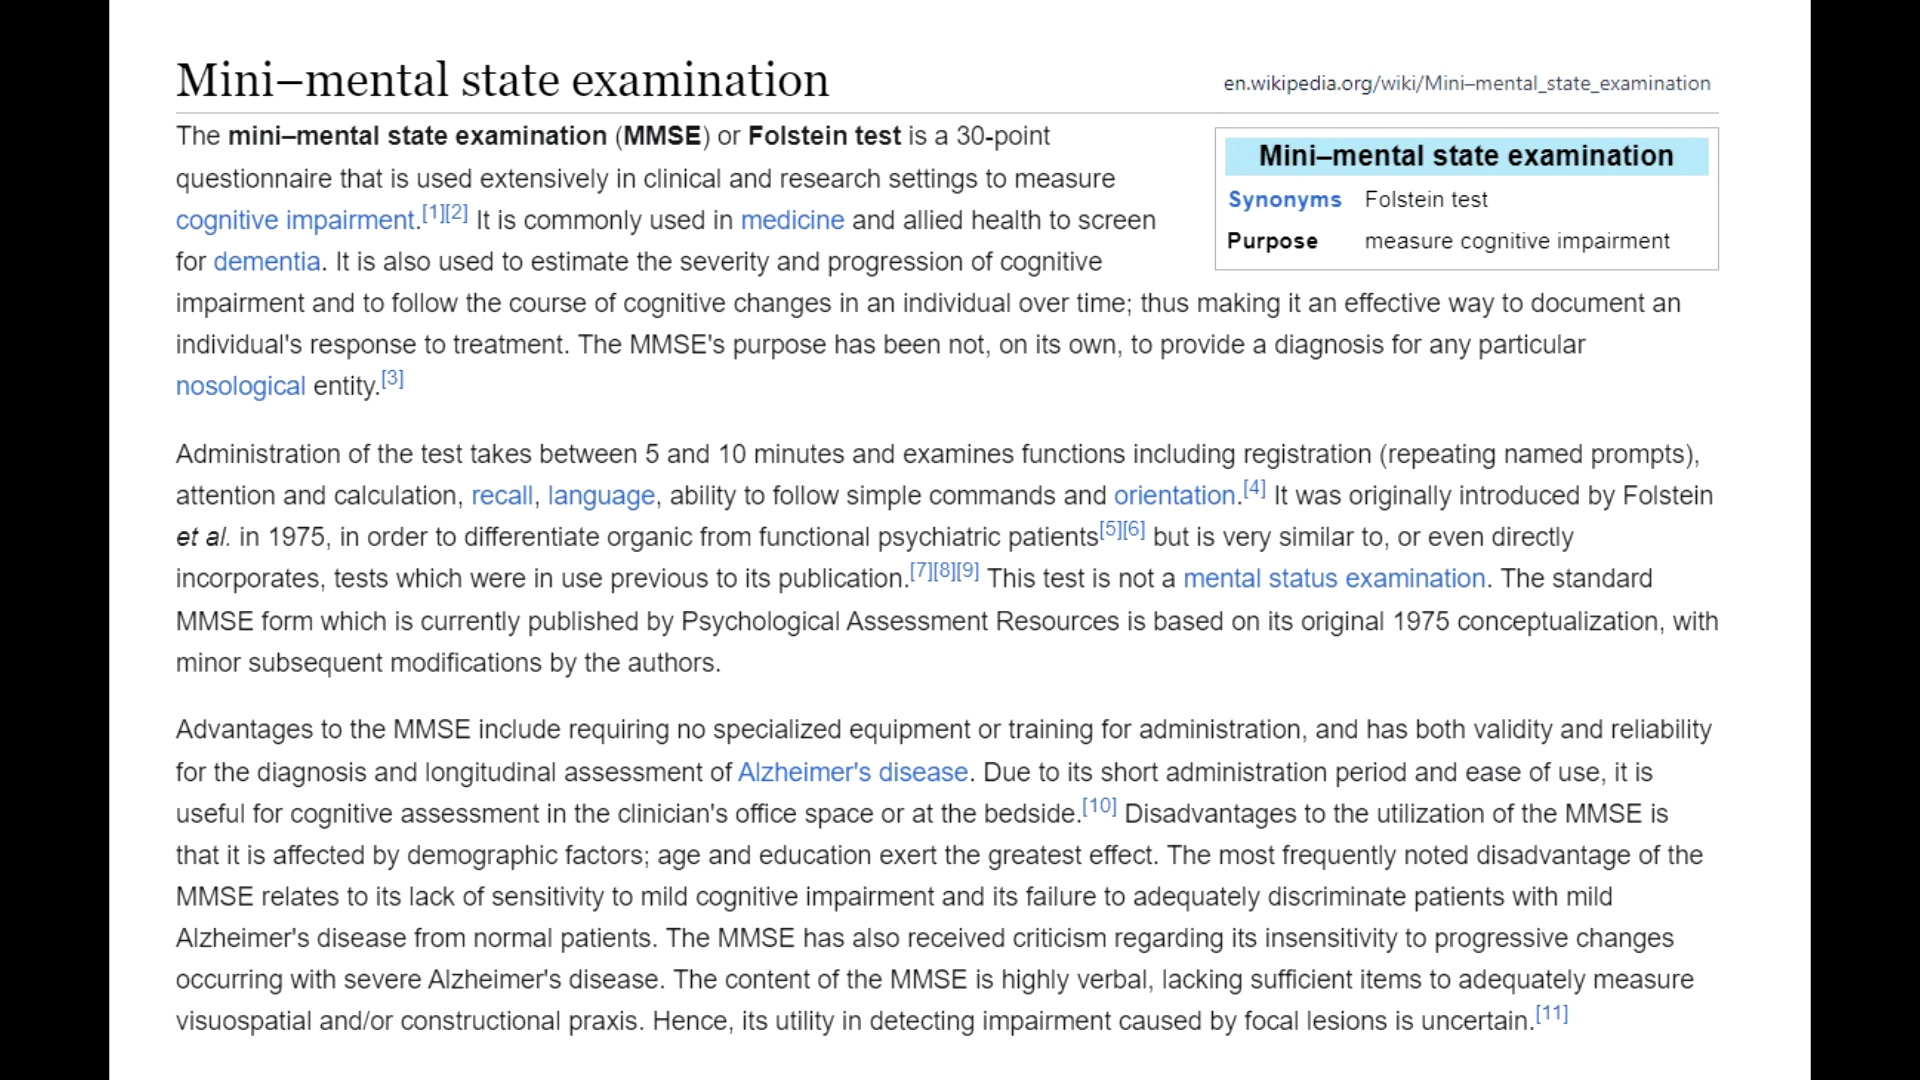 Mini–mental state examination
en.wikipedia.org/wiki/Mini–mental_state_examination
The mini–mental state examination (MMSE) or Folstein test is a 30-point
questionnaire that is used extensively in clinical and research settings to measure
cognitive impairment.[1][2] It is commonly used in medicine and allied health to screen
for dementia. It is also used to estimate the severity and progression of cognitive
impairment and to follow the course of cognitive changes in an individual over time; thus making it an effective way to document an
individual's response to treatment. The MMSE's purpose has been not, on its own, to provide a diagnosis for any particular
nosological entity.[3]
Mini–mental state examination
Synonyms Folstein test
Purpose measure cognitive impairment
Administration of the test takes between 5 and 10 minutes and examines functions including registration (repeating named prompts),
attention and calculation, recall, language, ability to follow simple commands and orientation.[4] It was originally introduced by Folstein
et al. in 1975, in order to differentiate organic from functional psychiatric patients[5][6] but is very similar to, or even directly
incorporates, tests which were in use previous to its publication.[7][8][9] This test is not a mental status examination. The standard
MMSE form which is currently published by Psychological Assessment Resources is based on its original 1975 conceptualization, with
minor subsequent modifications by the authors.
Advantages to the MMSE include requiring no specialized equipment or training for administration, and has both validity and reliability
for the diagnosis and longitudinal assessment of Alzheimer's disease. Due to its short administration period and ease of use, it is
useful for cognitive assessment in the clinician's office space or at the bedside.[10] Disadvantages to the utilization of the MMSE is
that it is affected by demographic factors; age and education exert the greatest effect. The most frequently noted disadvantage of the
MMSE relates to its lack of sensitivity to mild cognitive impairment and its failure to adequately discriminate patients with mild
Alzheimer's disease from normal patients. The MMSE has also received criticism regarding its insensitivity to progressive changes
occurring with severe Alzheimer's disease. The content of the MMSE is highly verbal, lacking sufficient items to adequately measure
visuospatial and/or constructional praxis. Hence, its utility in detecting impairment caused by focal lesions is uncertain.[11]